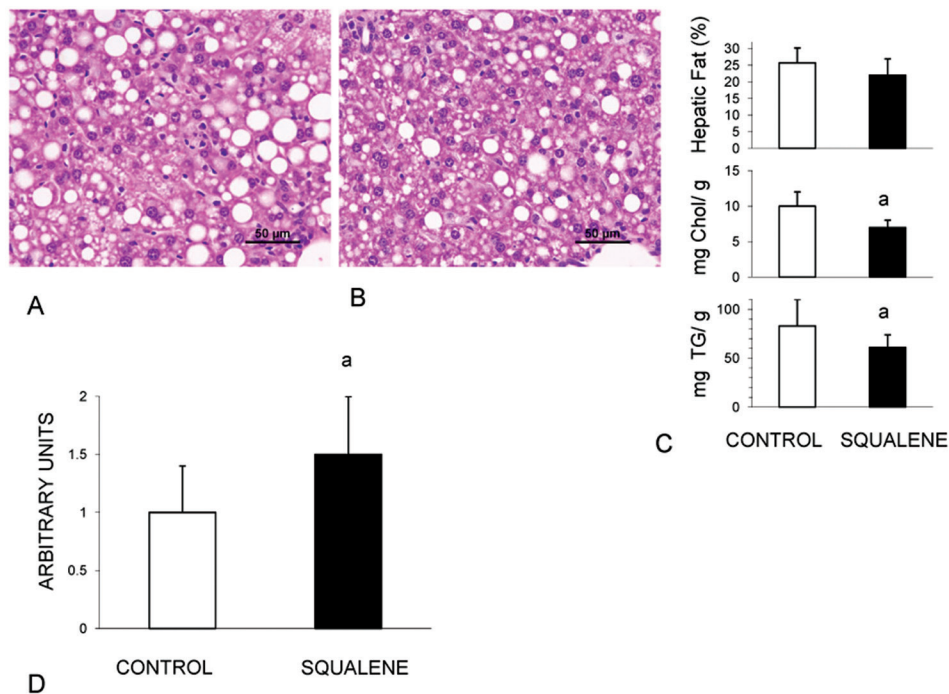 50 µm
50 µm
A
B
Hepatic Fat (%)
30
25
20
15
10
5
0
mg Chol/ g
15
10
5
0
a
mg TG/ g
100
50
0
a
CONTROL SQUALENE
C
ARBITRARY UNITS
2
1.5
1
0.5
0
a
CONTROL SQUALENE
D